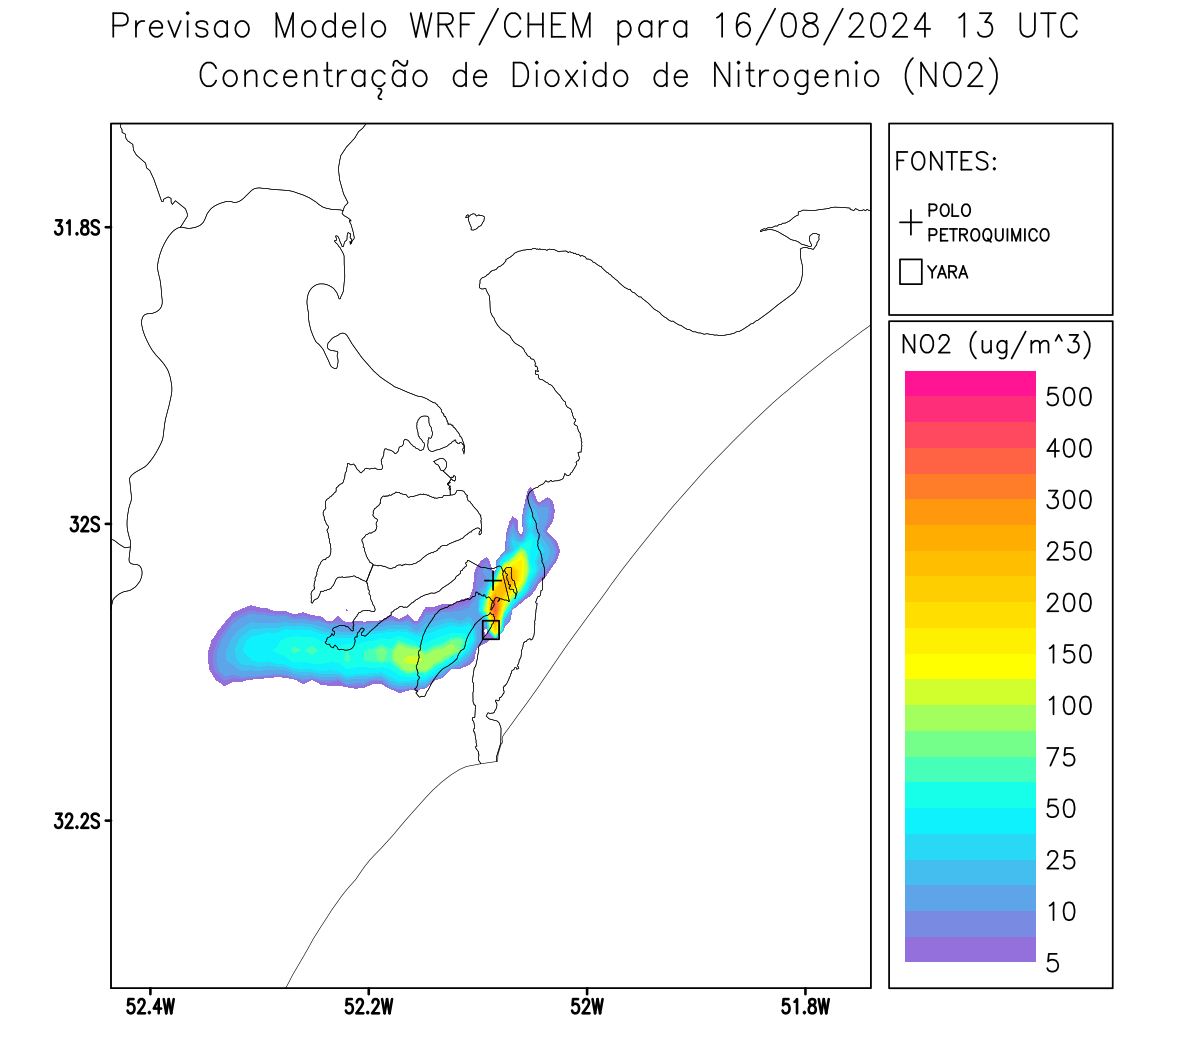 Previsao Modelo WRF/CHEM para 16/08/2024 13 UTC
Concentração de Dioxido de Nitrogenio (NO2)
FONTES:
POLO
PETROQUIMICO
YARA
NO2 (ug/m^3)
500
400
300
250
200
150
100
75
50
25
10
5
31.8S
32S
32.2S
52.4W
52.2W
52W
51.8W